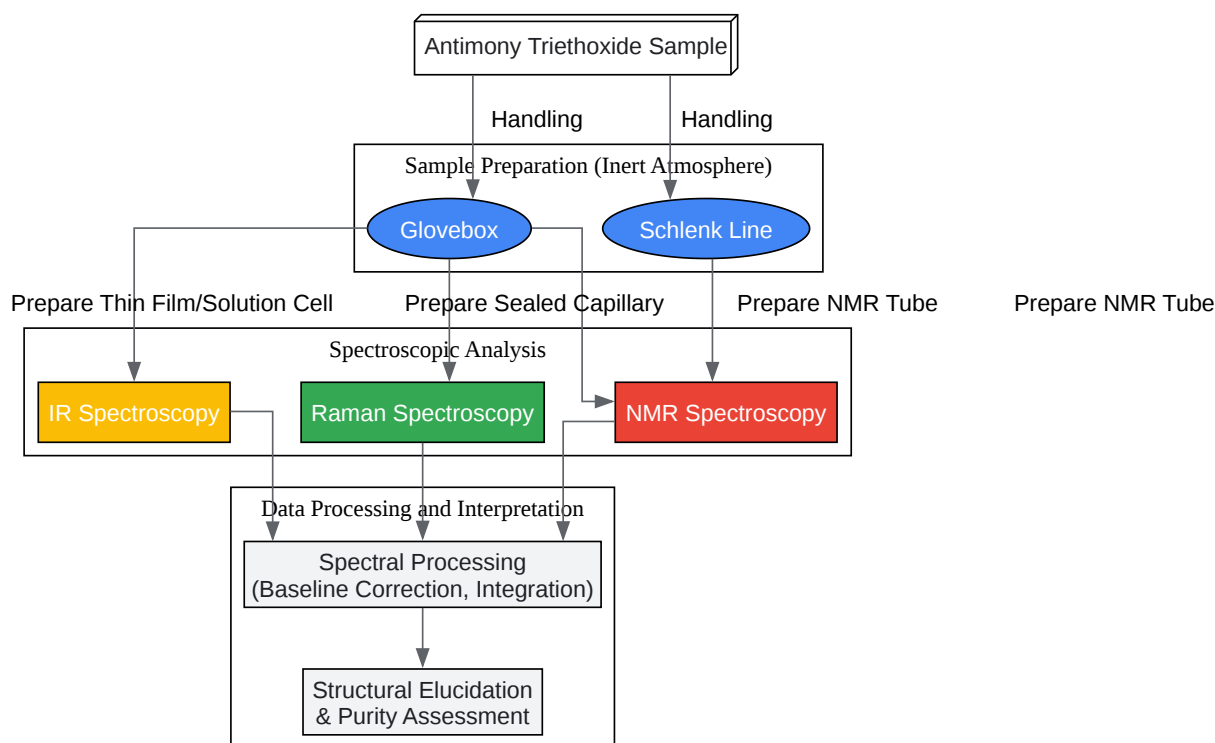 Antimony Triethoxide Sample
Handling
Handling
Sample Preparation (Inert Atmosphere)
Glovebox
Schlenk Line
Prepare Thin Film/Solution Cell
Prepare Sealed Capillary
Prepare NMR Tube
Prepare NMR Tube
Spectroscopic Analysis
IR Spectroscopy
Raman Spectroscopy
NMR Spectroscopy
Data Processing and Interpretation
Spectral Processing
(Baseline Correction, Integration)
Structural Elucidation
& Purity Assessment